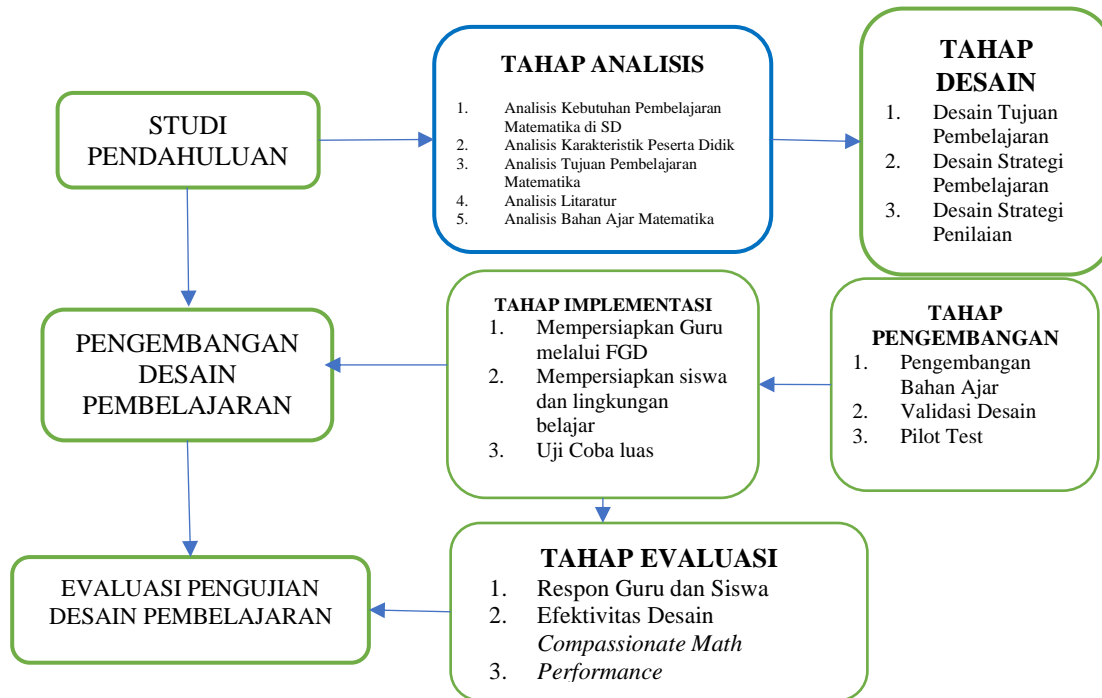 STUDI
PENDAHULUAN
TAHAP ANALISIS
1. Analisis Kebutuhan Pembelajaran
Matematika di SD
2. Analisis Karakteristik Peserta Didik
3. Analisis Tujuan Pembelajaran
Matematika
4. Analisis Litaratur
5. Analisis Bahan Ajar Matematika
TAHAP
DESAIN
1. Desain Tujuan
Pembelajaran
2. Desain Strategi
Pembelajaran
3. Desain Strategi
Penilaian
PENGEMBANGAN
DESAIN
PEMBELAJARAN
TAHAP IMPLEMENTASI
1. Mempersiapkan Guru
melalui FGD
2. Mempersiapkan siswa
dan lingkungan
belajar
3. Uji Coba luas
TAHAP
PENGEMBANGAN
1. Pengembangan
Bahan Ajar
2. Validasi Desain
3. Pilot Test
EVALUASI PENGUJIAN
DESAIN PEMBELAJARAN
TAHAP EVALUASI
1. Respon Guru dan Siswa
2. Efektivitas Desain
Compassionate Math
3. Performance